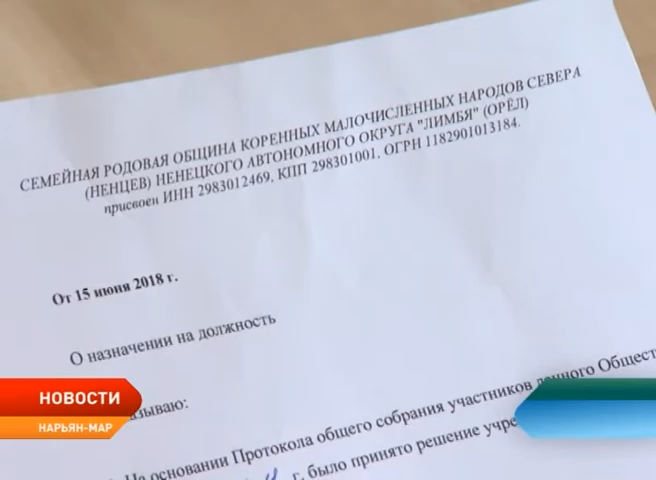 СЕМЕЙНАЯ РОДОВАЯ ОБЩИНА КОРЕННЫХ МАЛОЧИСЛЕННЫХ НАРОДОВ СЕВЕРА
(НЕНЦЕВ) НЕНЕЦКОГО АВТОНОМНОГО ОКРУГА "ЛИМБЯ" (ОРЁЛ)
присвоен ИНН 2983012469, КПП 298301001, ОГРН 1182901013184.
От 15 июня 2018 г.
О назначении на должность
зываю:
На основании Протокола общего собрания участников данного Общест
г. было принято решение учре
НОВОСТИ
НАРЬЯН-МАР